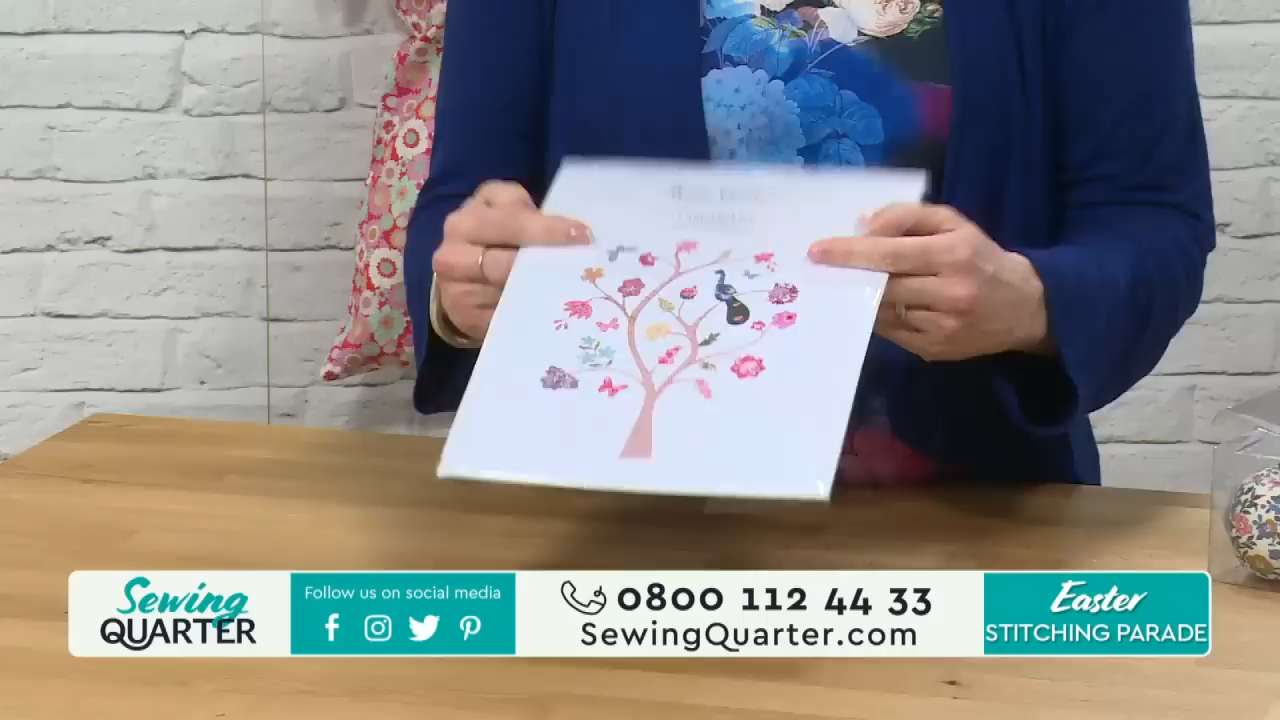 Sewing
QUARTER
Follow us on social media
0800 112 44 33
SewingQuarter.com
Easter
STITCHING PARADE